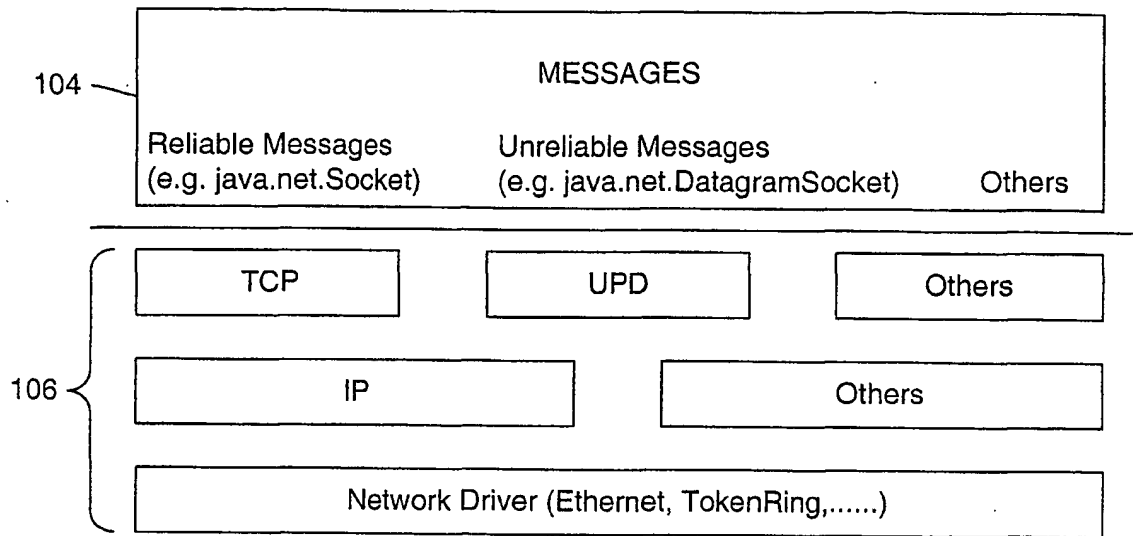 MESSAGES
104
Reliable Messages
(e.g. java.net.Socket)
Unreliable Messages
(e.g. java.net.DatagramSocket)
Others
TCP
UPD
Others
106
IP
Others
Network Driver (Ethernet, TokenRing,......)